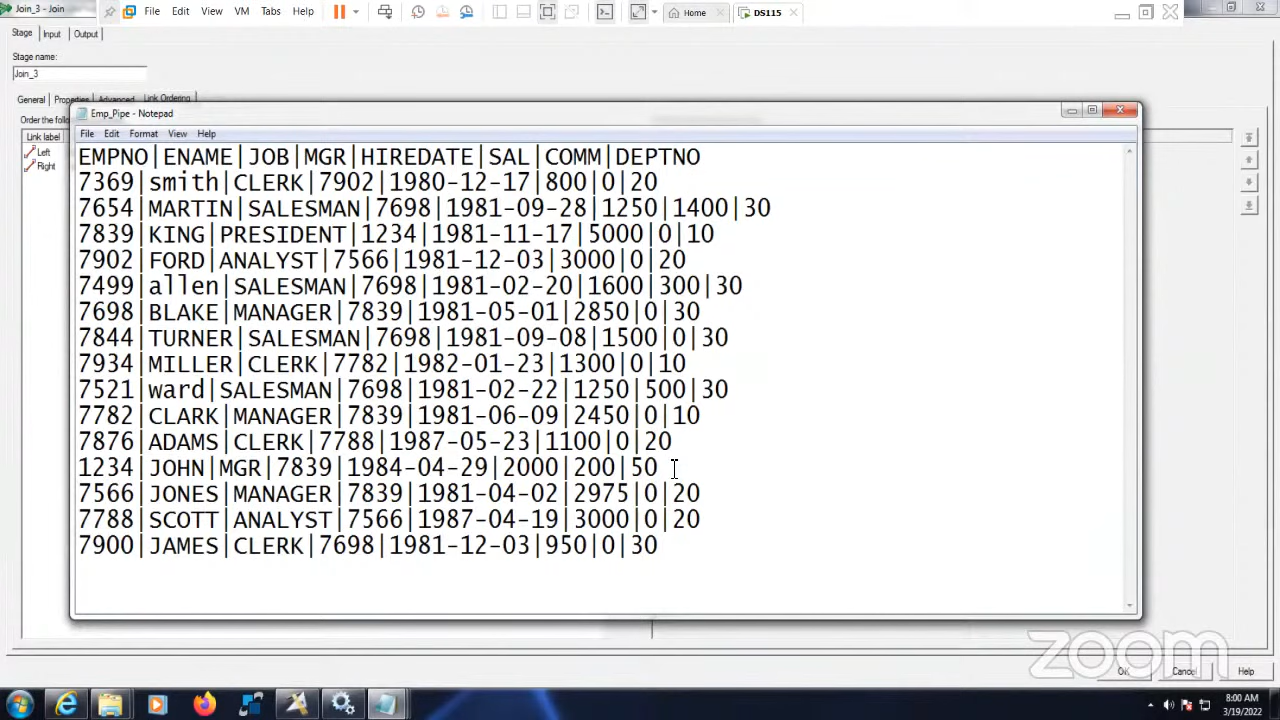 Join_3 - Join
File Edit View VM Tabs Help
Home
DS115
Stage Input Output
Stage name:
Join_3
General Properties Advanced Link Ordering
Order the follo
Link label
Left
Right
Emp_Pipe - Notepad
File Edit Format View Help
EMPNO|ENAME|JOB|MGR|HIREDATE|SAL|COMM|DEPTNO
7369|smith|CLERK|7902|1980-12-17|800|0|20
7654|MARTIN|SALESMAN|7698|1981-09-28|1250|1400|30
7839|KING|PRESIDENT|1234|1981-11-17|5000|0|10
7902|FORD|ANALYST|7566|1981-12-03|3000|0|20
7499|allen|SALESMAN|7698|1981-02-20|1600|300|30
7698|BLAKE|MANAGER|7839|1981-05-01|2850|0|30
7844|TURNER|SALESMAN|7698|1981-09-08|1500|0|30
7934|MILLER|CLERK|7782|1982-01-23|1300|0|10
7521|ward|SALESMAN|7698|1981-02-22|1250|500|30
7782|CLARK|MANAGER|7839|1981-06-09|2450|0|10
7876|ADAMS|CLERK|7788|1987-05-23|1100|0|20
1234|JOHN|MGR|7839|1984-04-29|2000|200|50
7566|JONES|MANAGER|7839|1981-04-02|2975|0|20
7788|SCOTT|ANALYST|7566|1987-04-19|3000|0|20
7900|JAMES|CLERK|7698|1981-12-03|950|0|30
zoom
OK Cancel Help
8:00 AM
3/19/2022